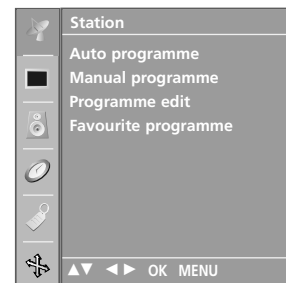 Station
Auto programme
Manual programme
Programme edit
Favourite programme
▲▼ ◄► OK MENU